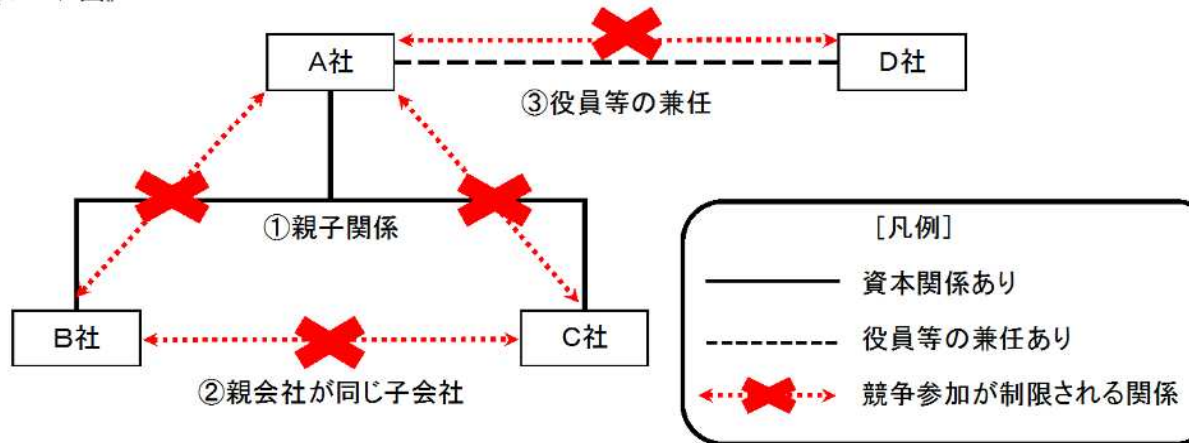 A社
D社
③役員等の兼任
①親子関係
B社
C社
②親会社が同じ子会社
[凡例]
資本関係あり
役員等の兼任あり
競争参加が制限される関係